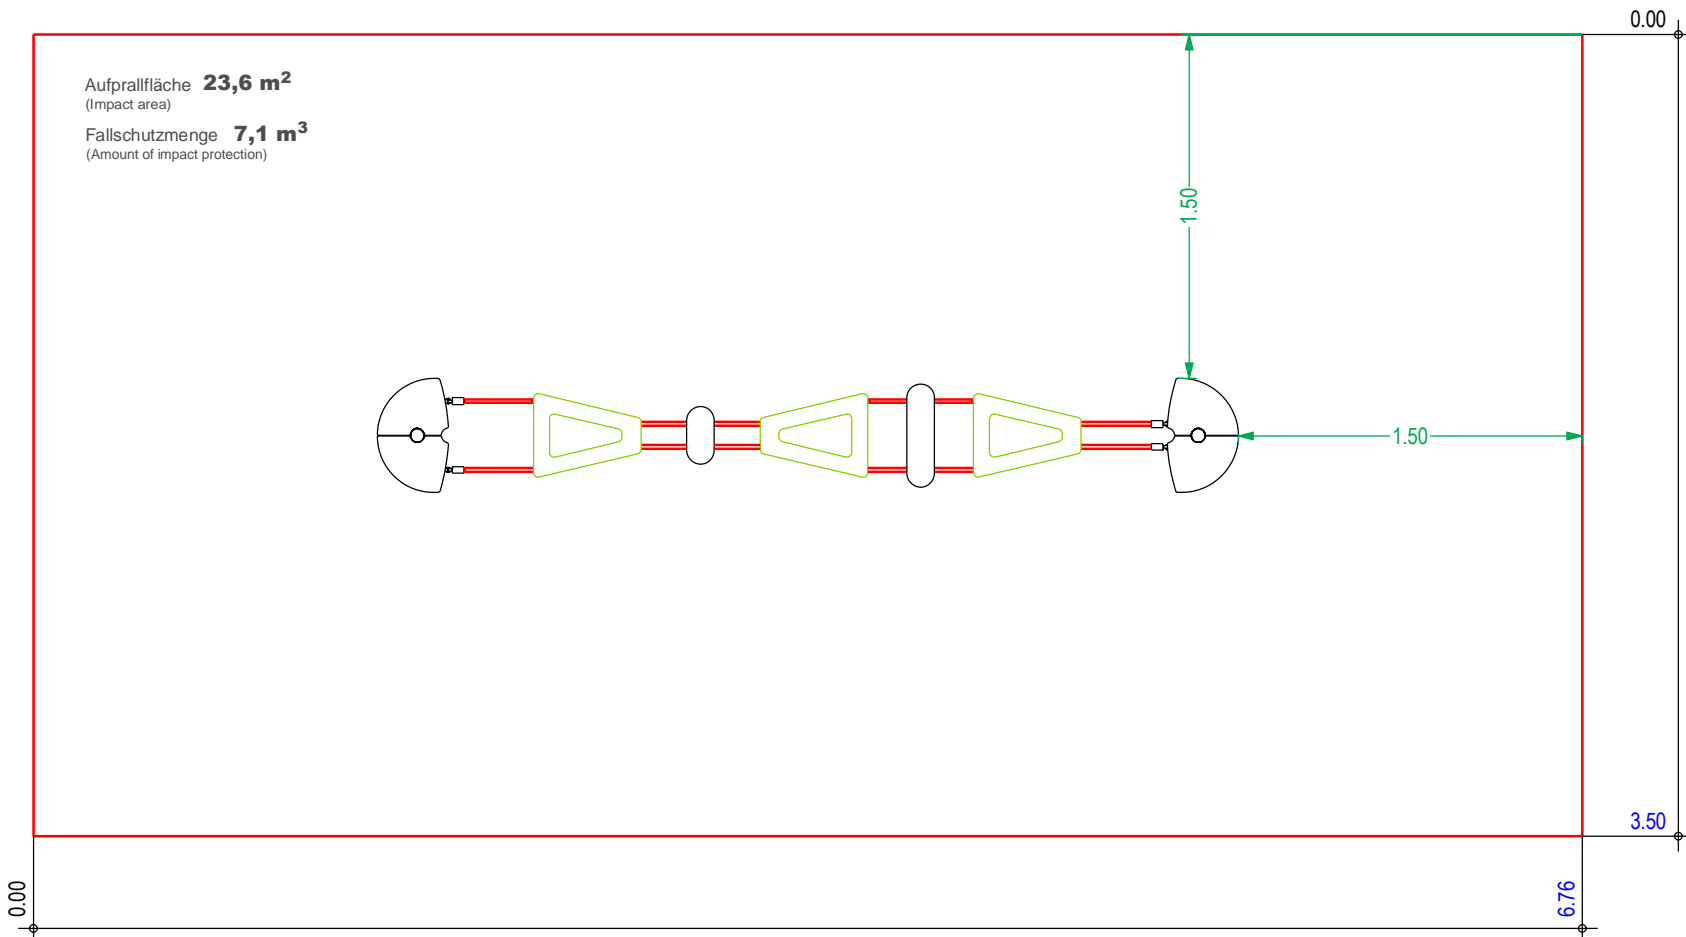 0.00
Aufprallfläche 23,6 m²
(Impact area)
Fallschutzmenge 7,1 m³
(Amount of impact protection)
1.50
1.50
3.50
0.00
6.76